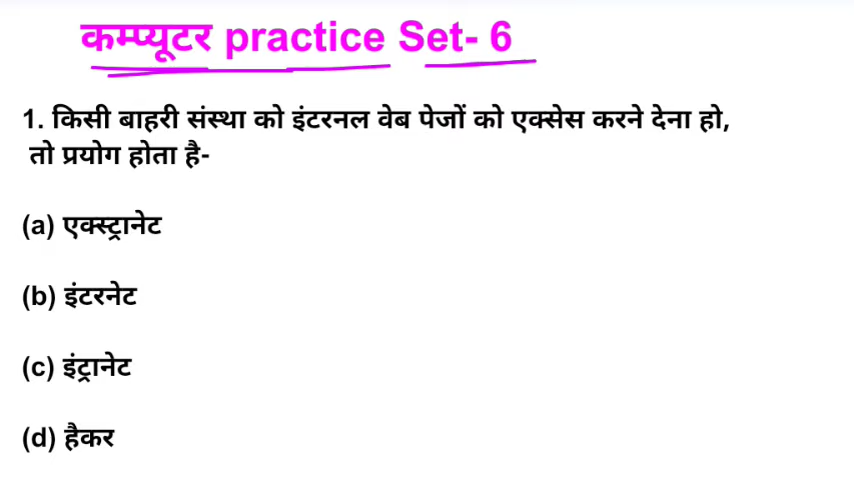 कम्प्यूटर practice Set- 6
1. किसी बाहरी संस्था को इंटरनल वेब पेजों को एक्सेस करने देना हो,
तो प्रयोग होता है-
(a) एक्स्ट्रानेट
(b) इंटरनेट
(c) इंट्रानेट
(d) हैकर